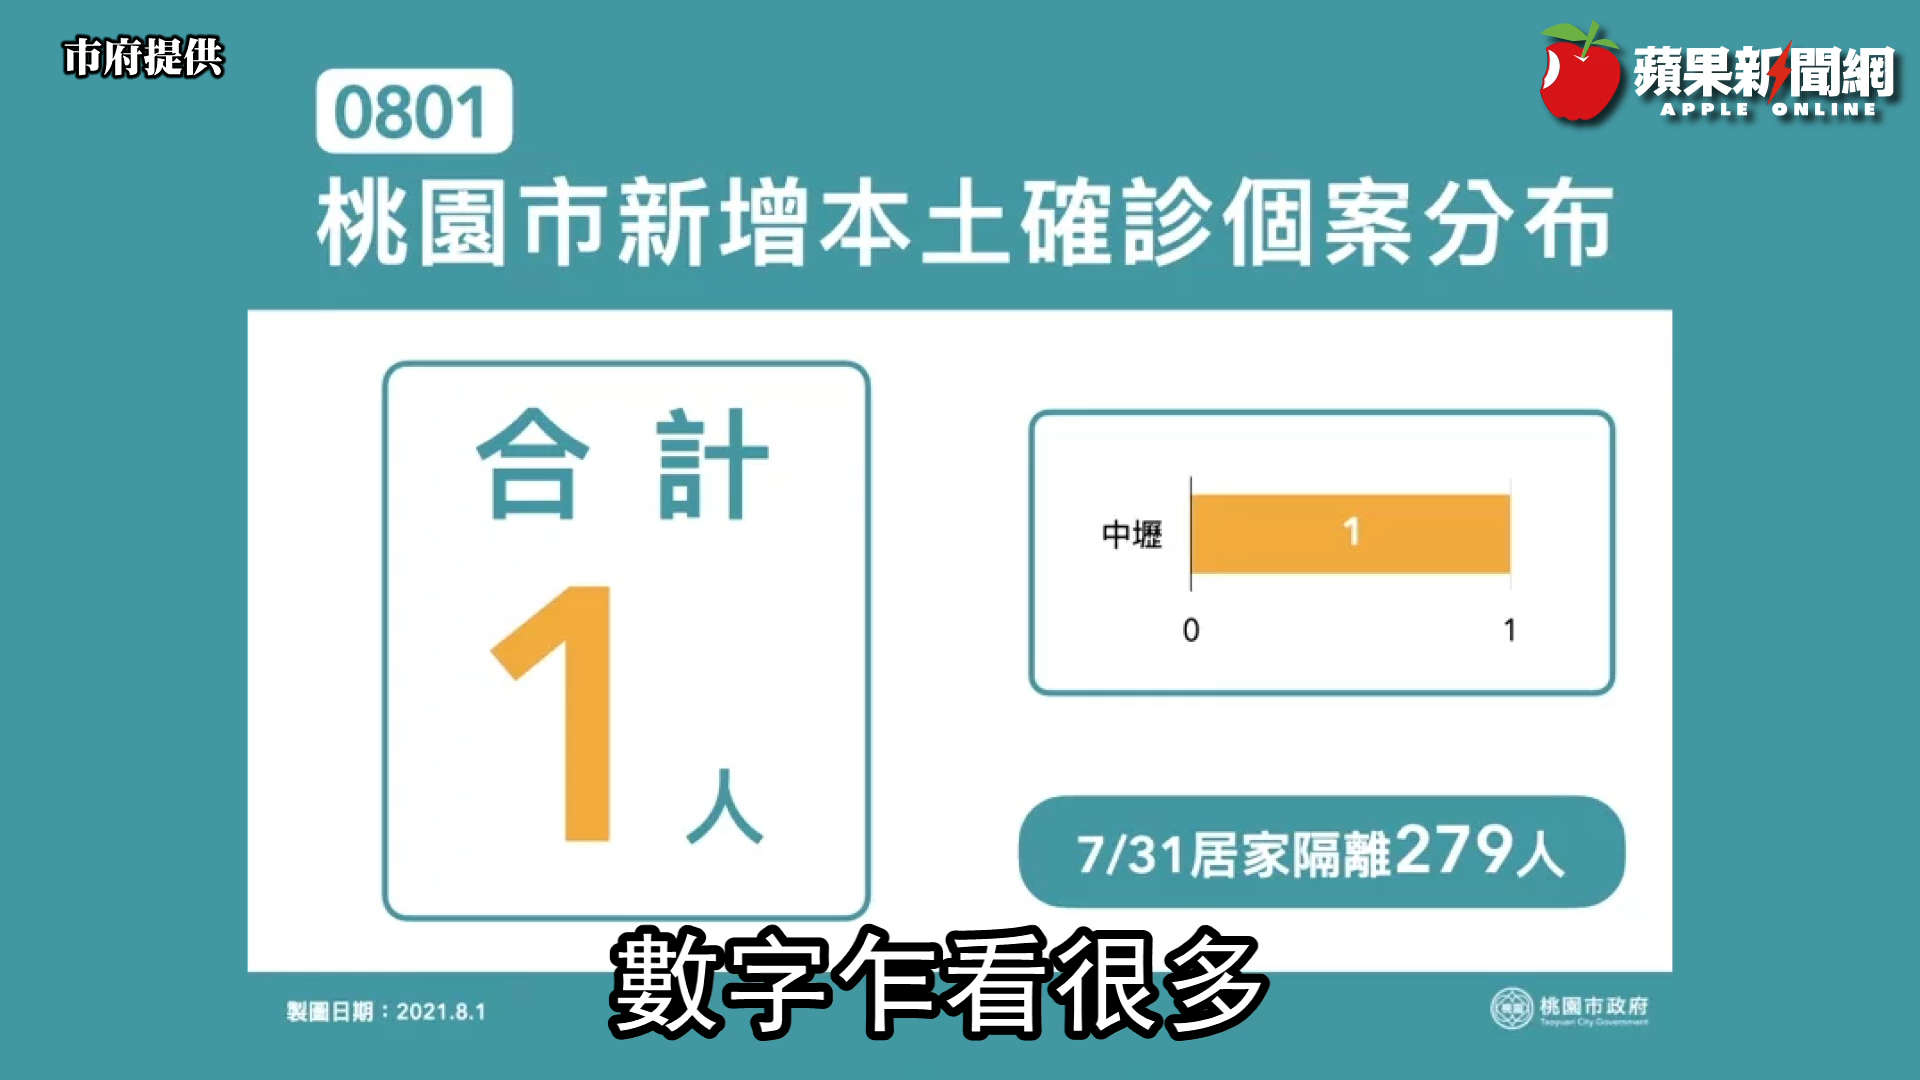 市府提供
蘋果新聞網
APPLE ONLINE
0801
桃園市新增本土確診個案分布
合計
1人
中壢
1
0
1
7/31居家隔離279人
數字乍看很多
製圖日期：2021.8.1
桃園市政府
Taoyuan City Government